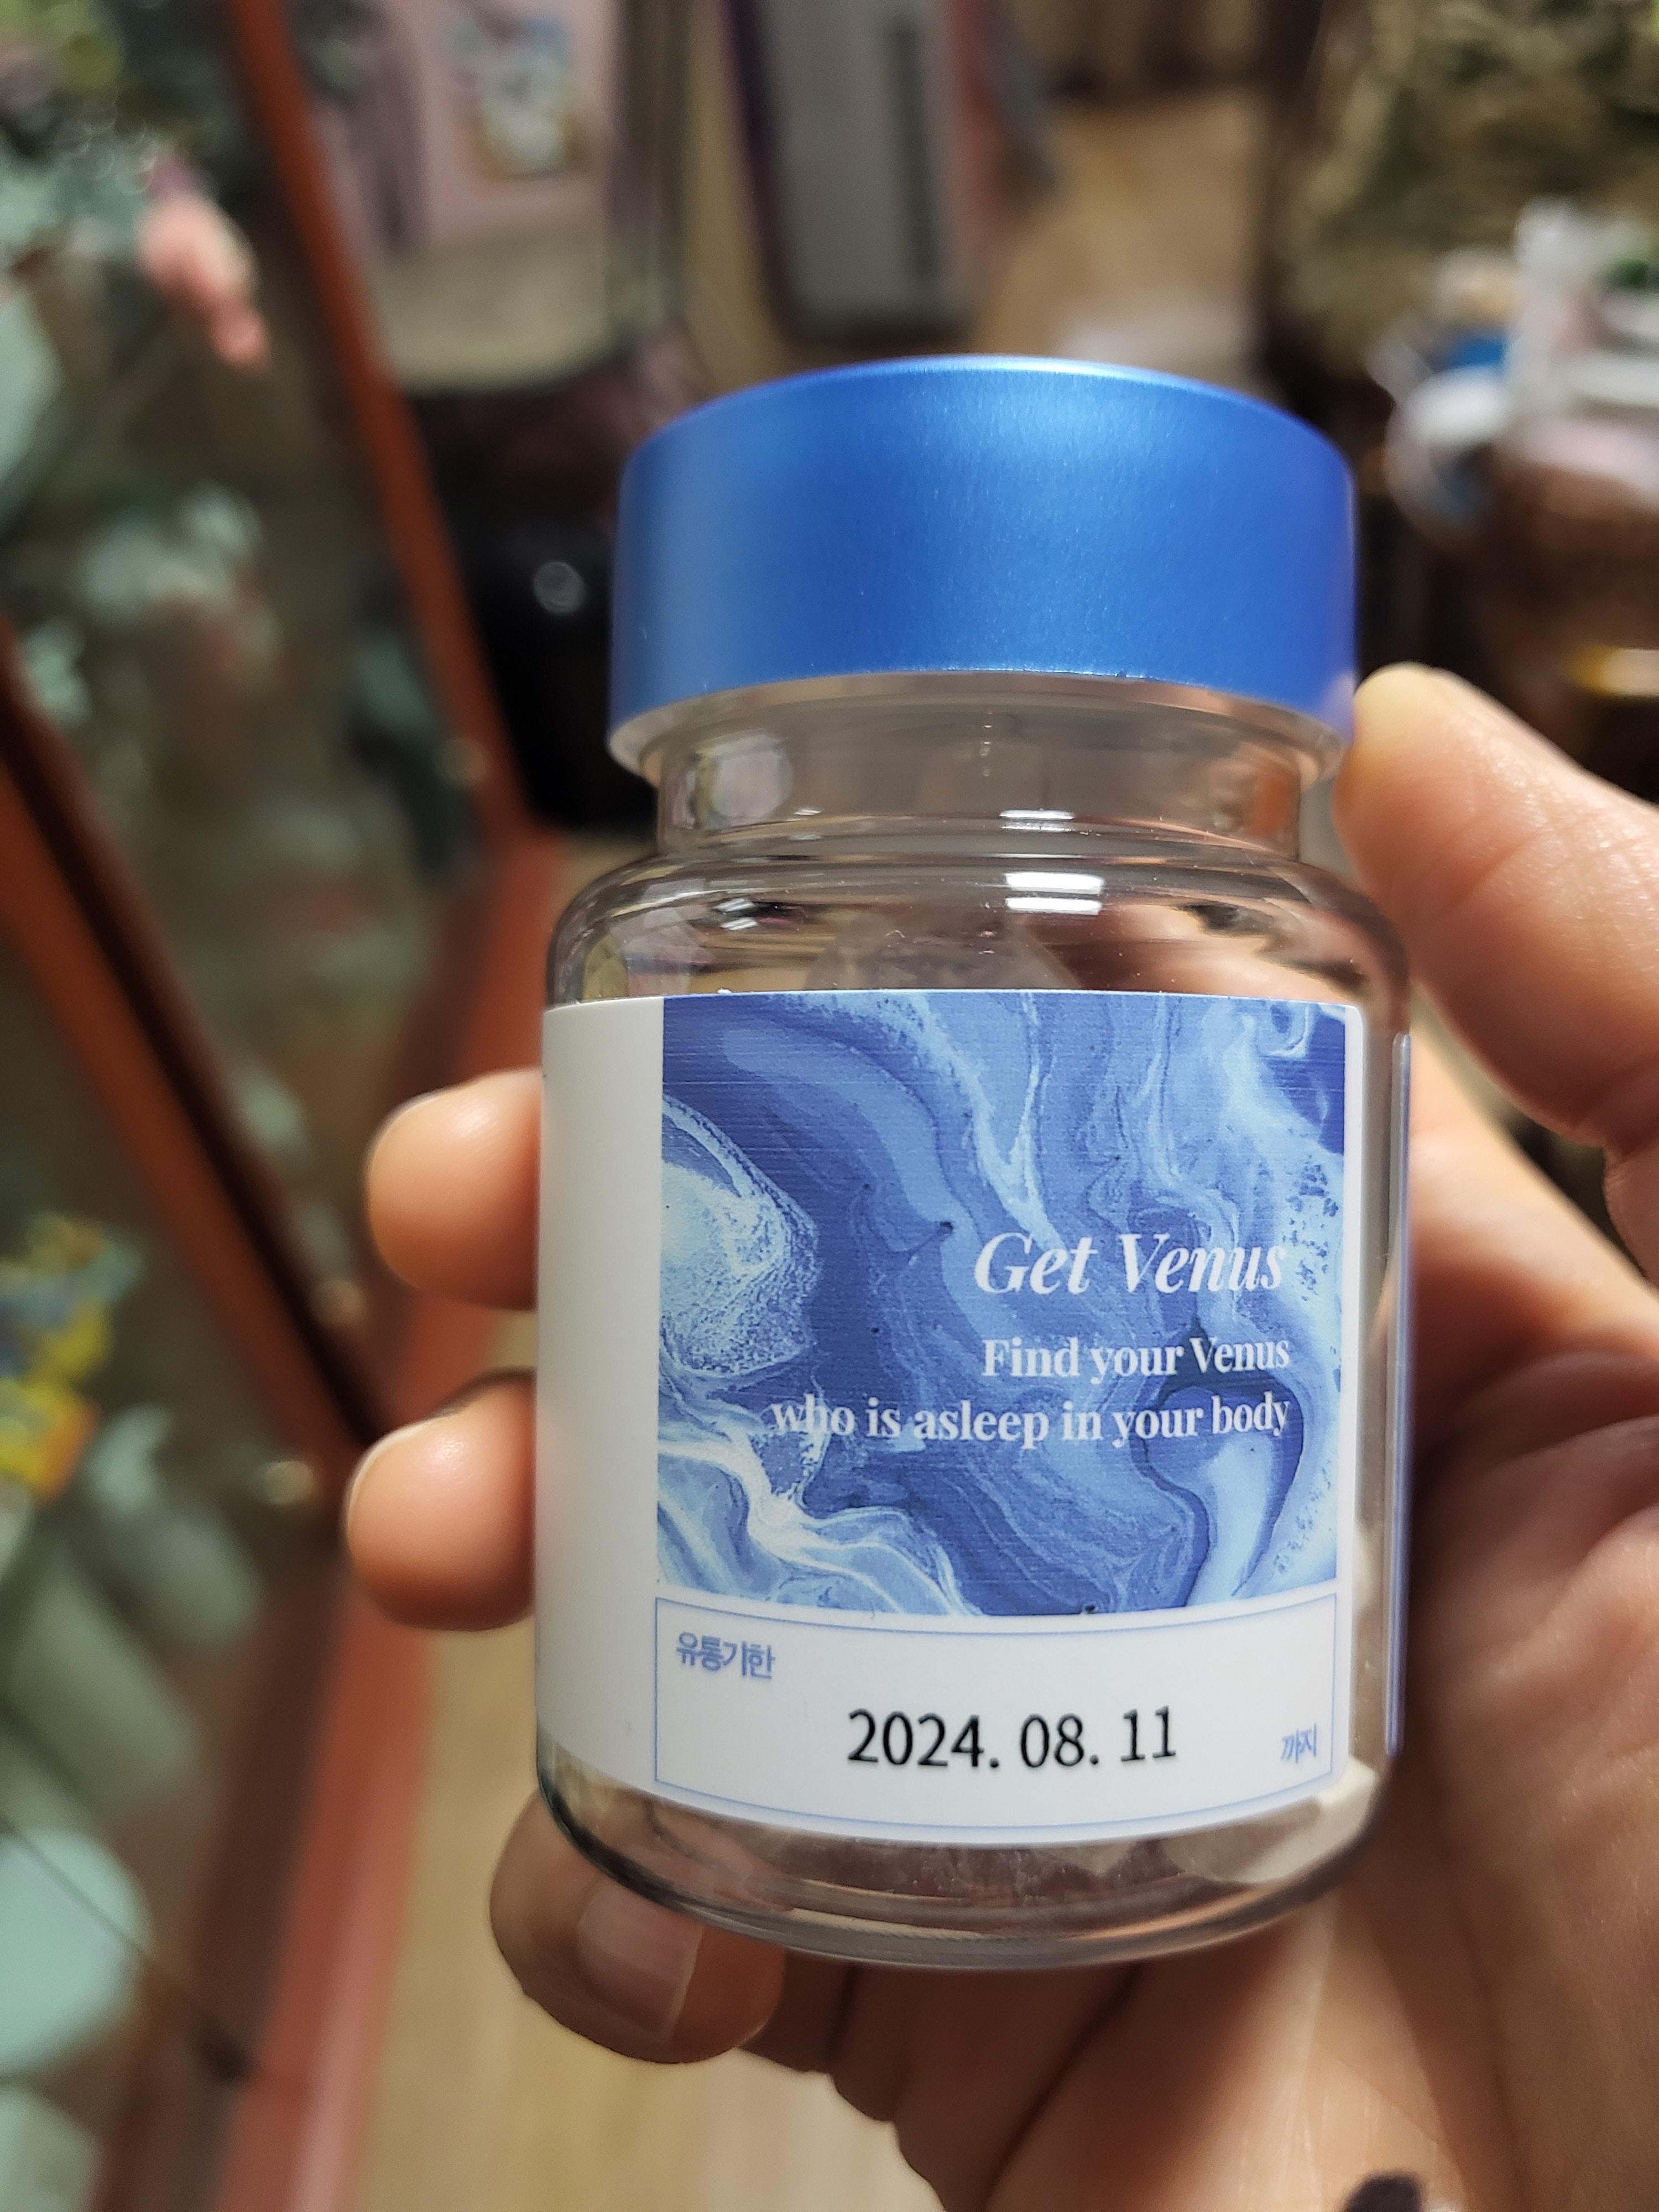 Get Venus
Find your Venus
who is asleep in your body
유통기한
2024. 08. 11
까지